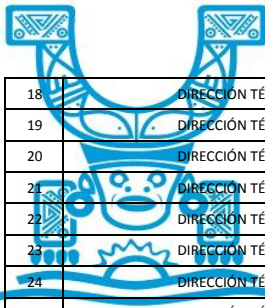 18 DIRECCIÓN TÉ
19 DIRECCIÓN TÉ
20 DIRECCIÓN TÉ
21 DIRECCIÓN TÉ
22 DIRECCIÓN TÉ
23 DIRECCIÓN TÉ
24 DIRECCIÓN TÉ